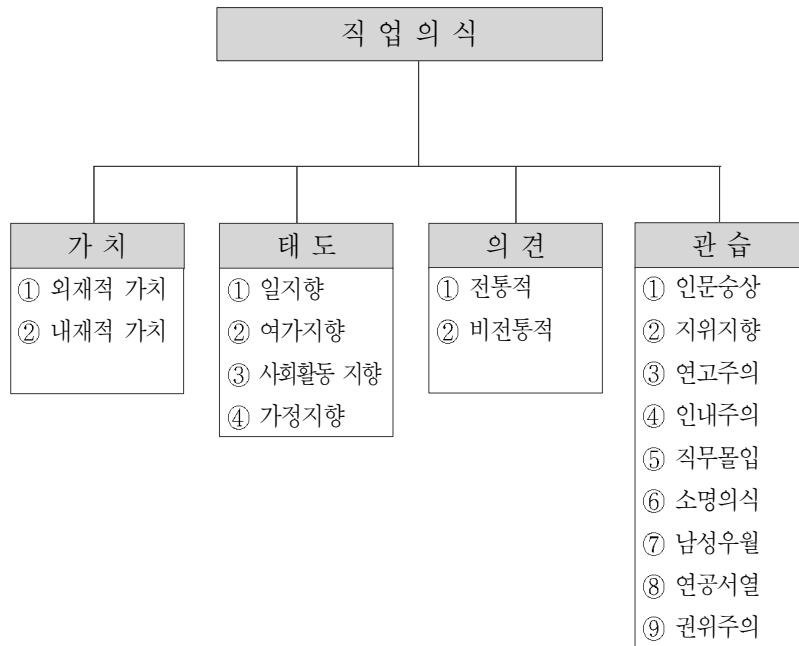 직 업 의 식
가 치
① 외재적 가치
② 내재적 가치
태 도
① 일지향
② 여가지향
③ 사회활동 지향
④ 가정지향
의 견
① 전통적
② 비전통적
관 습
① 인문숭상
② 지위지향
③ 연고주의
④ 인내주의
⑤ 직무몰입
⑥ 소명의식
⑦ 남성우월
⑧ 연공서열
⑨ 권위주의